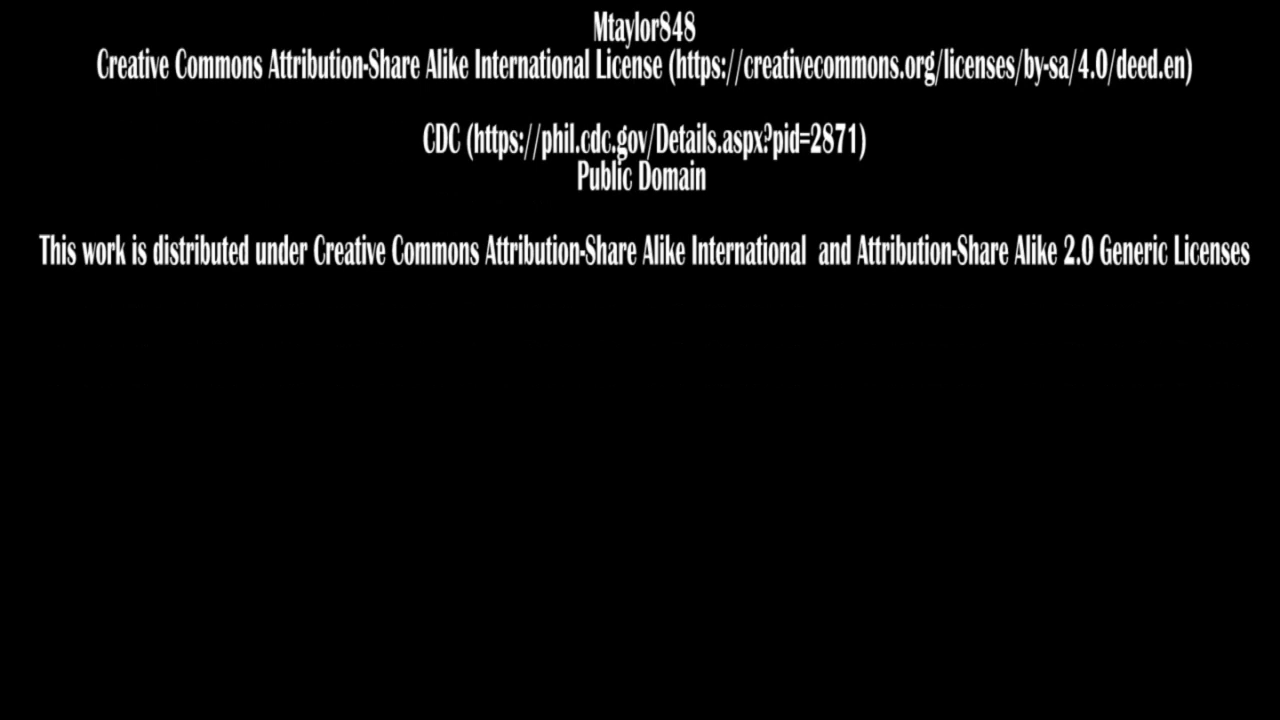 Mtaylor848
Creative Commons Attribution-Share Alike International License (https://creativecommons.org/licenses/by-sa/4.0/deed.en)
CDC (https://phil.cdc.gov/Details.aspx?pid=2871)
Public Domain
This work is distributed under Creative Commons Attribution-Share Alike International  and Attribution-Share Alike 2.0 Generic Licenses